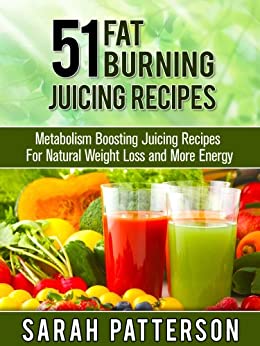 51 FAT
BURNING
JUICING RECIPES
Metabolism Boosting Juicing Recipes
For Natural Weight Loss and More Energy
SARAH PATTERSON